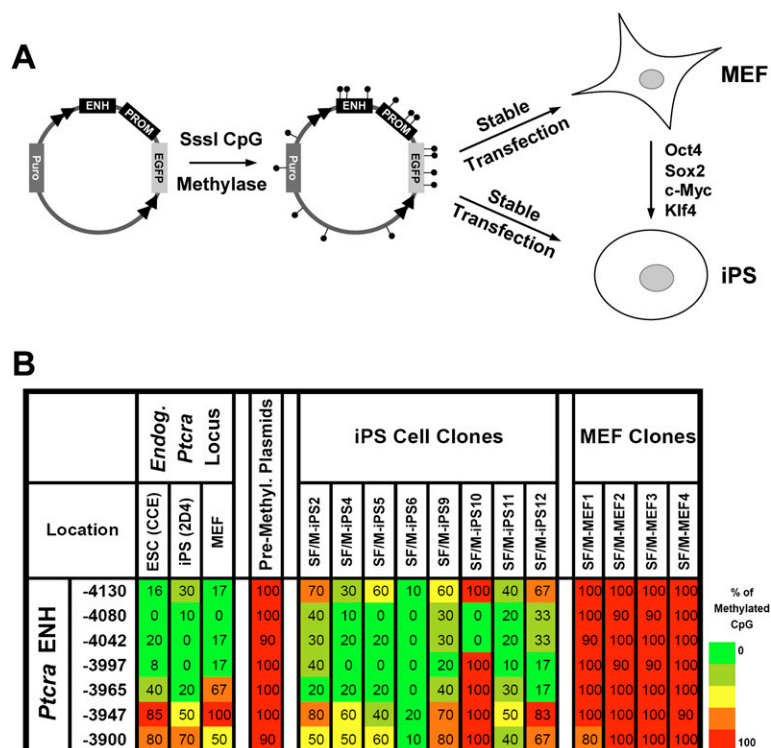 A
ENH
PROM
EGFP
Puro
SssI CpG
Methylase
ENH
PROM
EGFP
Puro
Stable
Transfection
Stable
Transfection
MEF
Oct4
Sox2
c-Myc
Klf4
iPS
B
Endog.
Ptcra
Locus
Pre-Methyl. Plasmids
iPS Cell Clones
MEF Clones
Location
ESC (CCE)
iPS (2D4)
MEF
SF/M-iPS2
SF/M-iPS4
SF/M-iPS5
SF/M-iPS6
SF/M-iPS9
SF/M-iPS10
SF/M-iPS11
SF/M-iPS12
SF/M-MEF1
SF/M-MEF2
SF/M-MEF3
SF/M-MEF4
Ptcra ENH
-4130 16 30 17 100 70 30 60 10 60 100 40 67 100 100 100 100
-4080 0 10 0 100 40 10 0 10 30 0 20 33 100 90 90 100
-4042 20 0 17 90 30 20 20 10 30 0 20 33 90 100 100 100
-3997 8 0 17 100 40 0 0 0 20 100 10 17 100 90 90 100
-3965 40 20 67 100 20 20 20 10 40 100 30 17 100 100 100 100
-3947 85 50 100 100 80 60 40 20 70 100 50 83 100 100 100 90
-3900 80 70 50 90 50 50 60 10 80 100 40 67 80 100 100 100
% of
Methylated
CpG
0
100